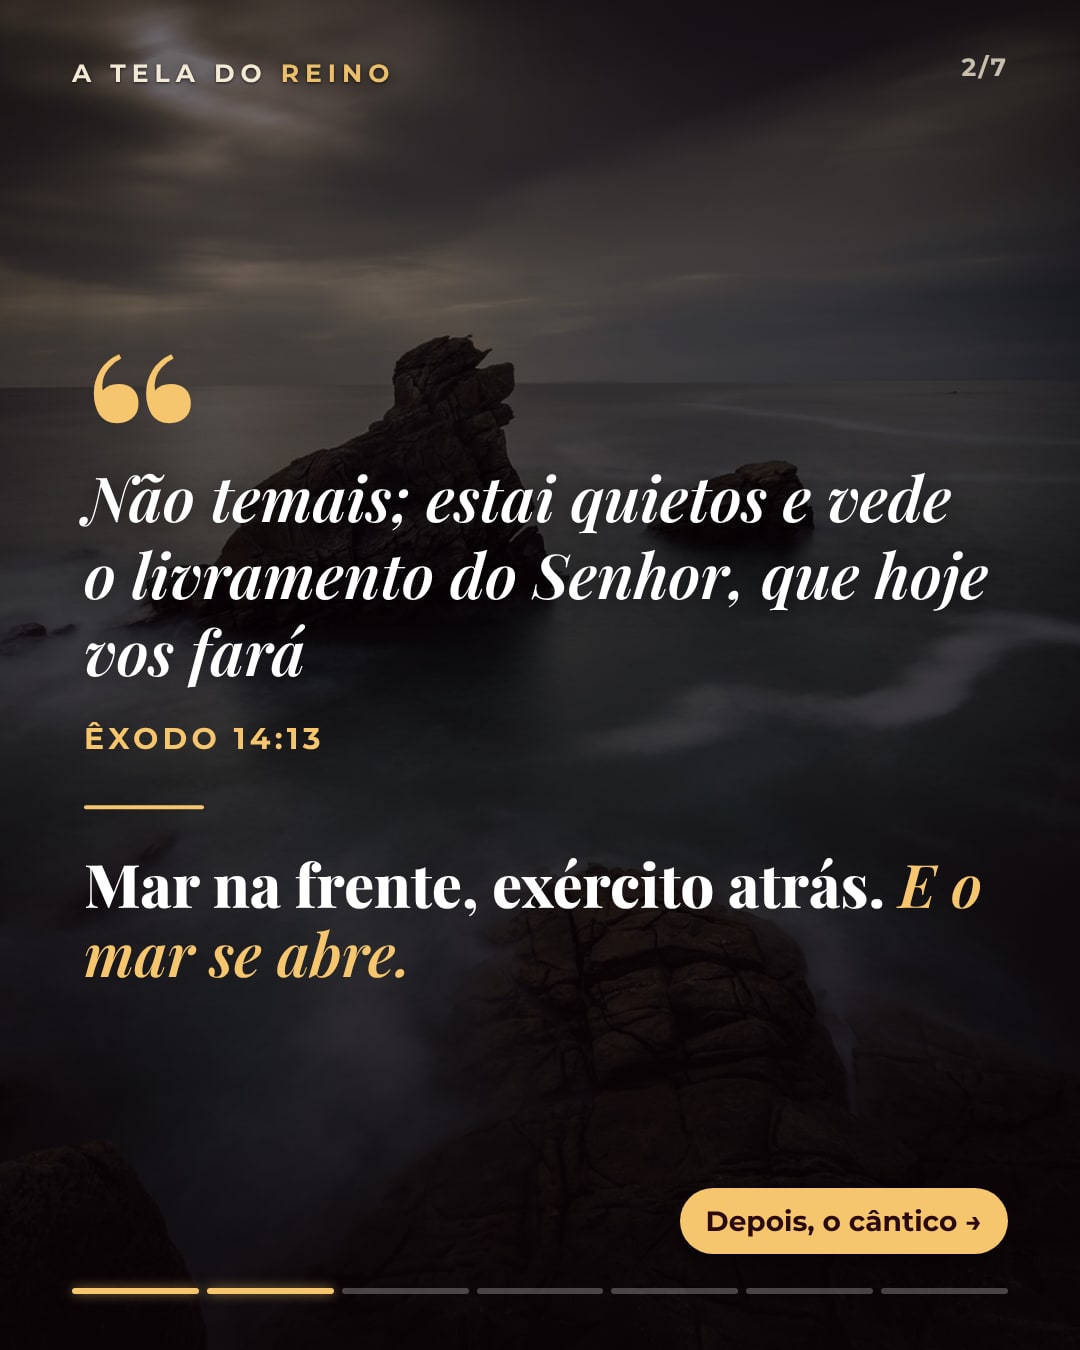 A TELA DO REINO
2/7
“
Não temais; estai quietos e vede
o livramento do Senhor, que hoje
vos fará
ÊXODO 14:13
Mar na frente, exército atrás. E o
mar se abre.
Depois, o cântico →